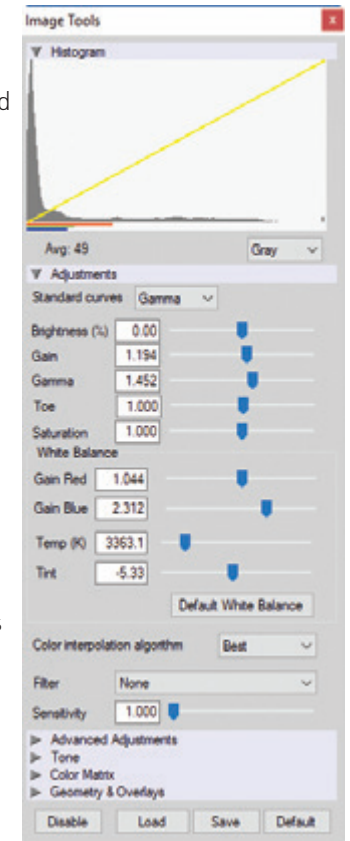 Image Tools x
Histogram
d
Avg: 49 Gray
Adjustments
Standard curves Gamma
Brightness (%) 0.00
Gain 1.194
Gamma 1.452
Toe 1.000
Saturation 1.000
White Balance
Gain Red 1.044
Gain Blue 2.312
Temp (K) 3363.1
Tint -5.33
Default White Balance
s
Color interpolation algorithm Best
Filter None
Sensitivity 1.000
Advanced Adjustments
Tone
Color Matrix
Geometry & Overlays
Disable Load Save Default